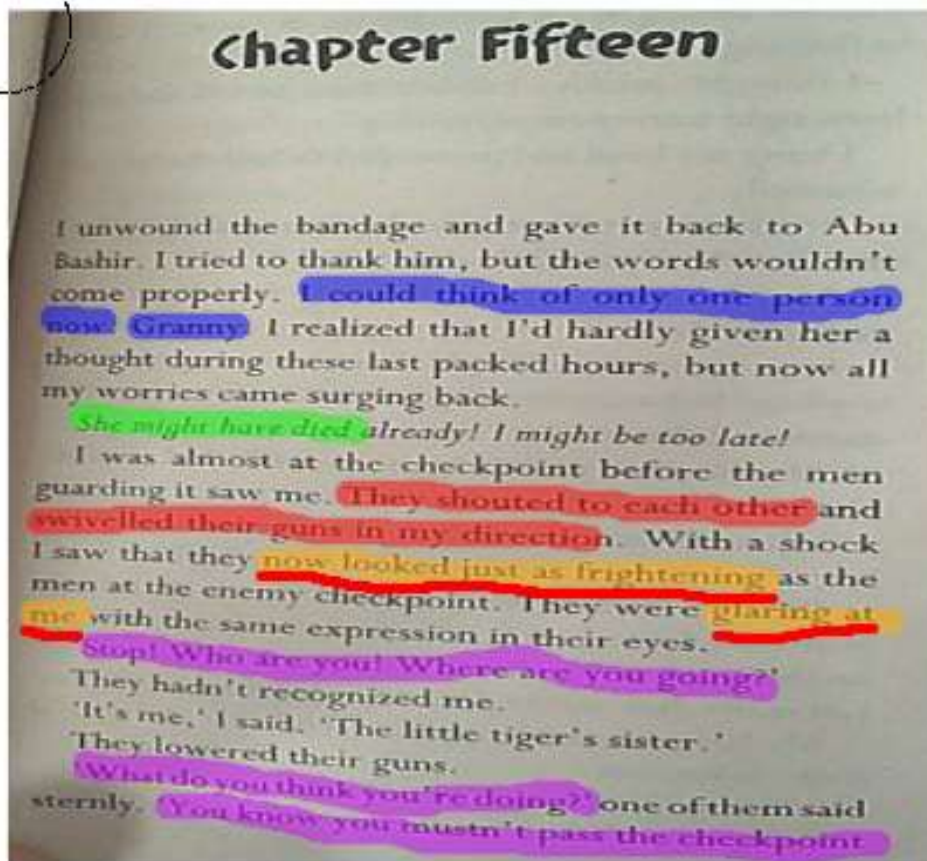 Chapter Fifteen
I unwound the bandage and gave it back to Abu
Bashir. I tried to thank him, but the words wouldn't
come properly. I could think of only one person
now. Granny. I realized that I'd hardly given her a
thought during these last packed hours, but now all
my worries came surging back.
She might have died already! I might be too late!
I was almost at the checkpoint before the men
guarding it saw me. They shouted to each other and
swivelled their guns in my direction. With a shock
I saw that they now looked just as frightening as the
men at the enemy checkpoint. They were glaring at
me with the same expression in their eyes.
'Stop! Who are you! Where are you going?'
They hadn't recognized me.
'It's me,' I said. 'The little tiger's sister.'
They lowered their guns.
'What do you think you're doing?' one of them said
sternly. 'You know you mustn't pass the checkpoint